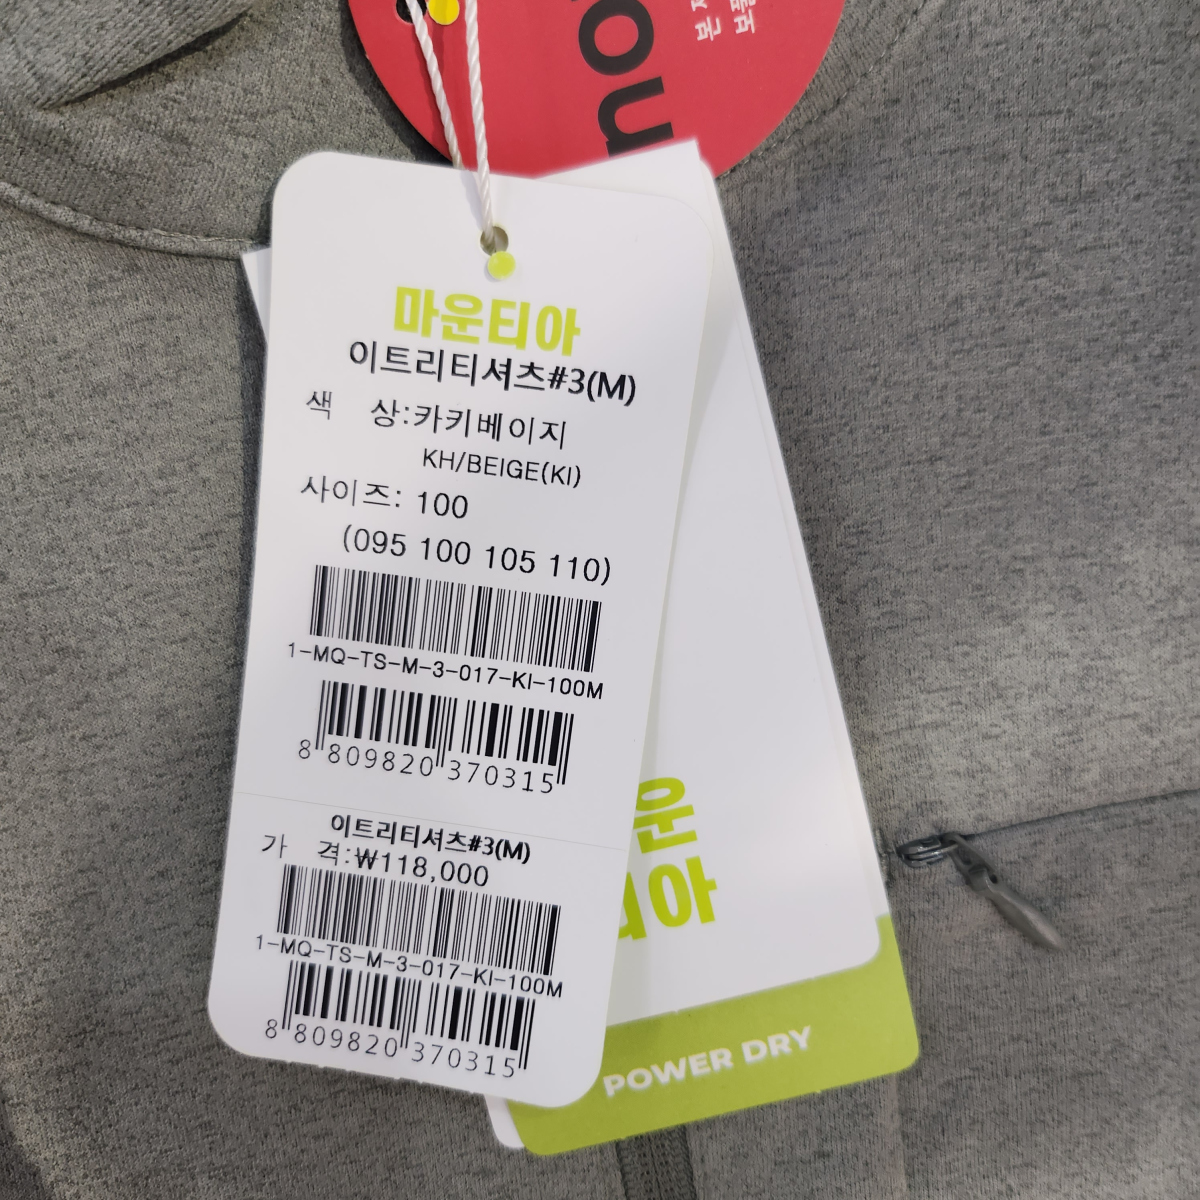 마운티아
이트리티셔츠#3(M)
색 상:카키베이지
KH/BEIGE(KI)
사이즈: 100
(095 100 105 110)
1-MQ-TS-M-3-017-KI-100M
8 809820 370315
이트리티셔츠#3(M)
가 격:₩118,000
1-MQ-TS-M-3-017-KI-100M
8 809820 370315
운
티아
POWER DRY